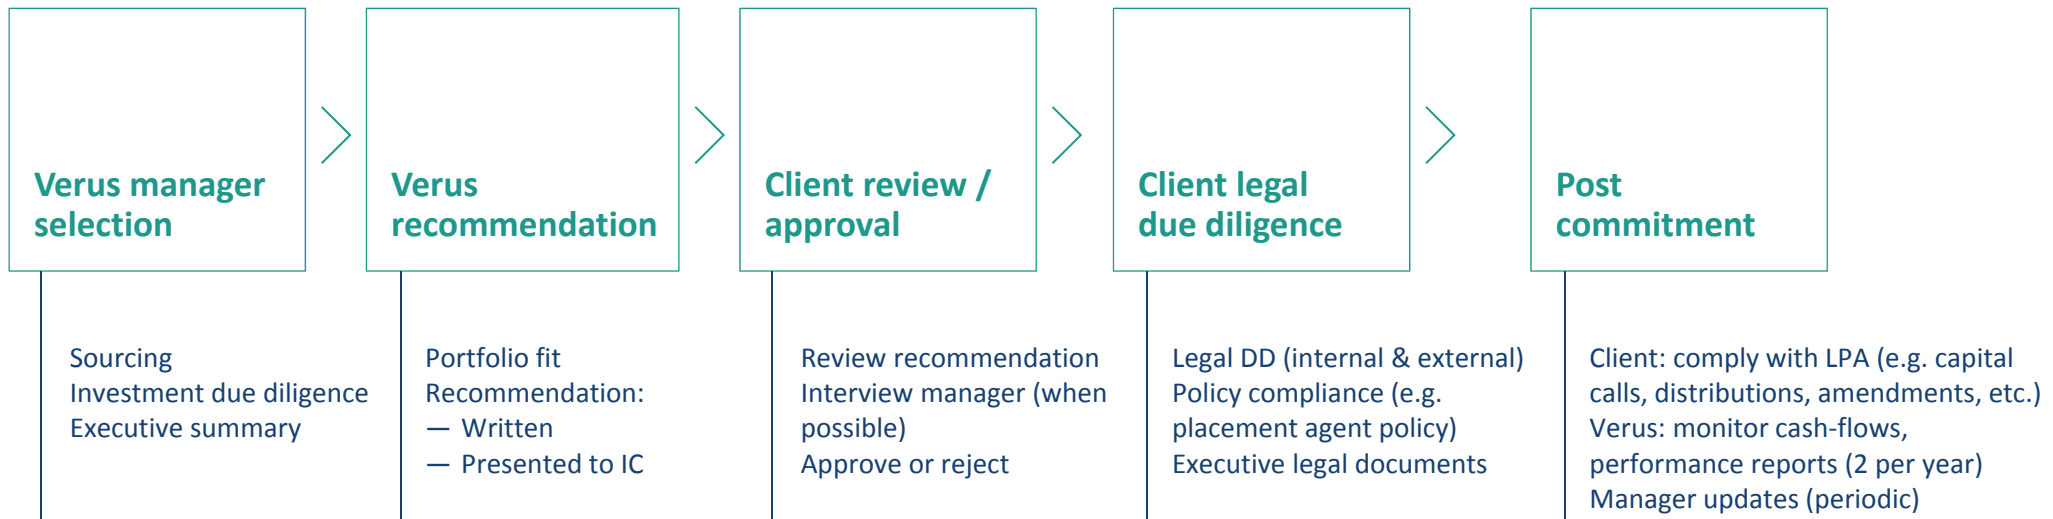 Verus manager
selection
Verus
recommendation
Client review /
approval
Client legal
due diligence
Post
commitment
Sourcing
Investment due diligence
Executive summary
Portfolio fit
Recommendation:
— Written
— Presented to IC
Review recommendation
Interview manager (when
possible)
Approve or reject
Legal DD (internal & external)
Policy compliance (e.g.
placement agent policy)
Executive legal documents
Client: comply with LPA (e.g. capital
calls, distributions, amendments, etc.)
Verus: monitor cash-flows,
performance reports (2 per year)
Manager updates (periodic)